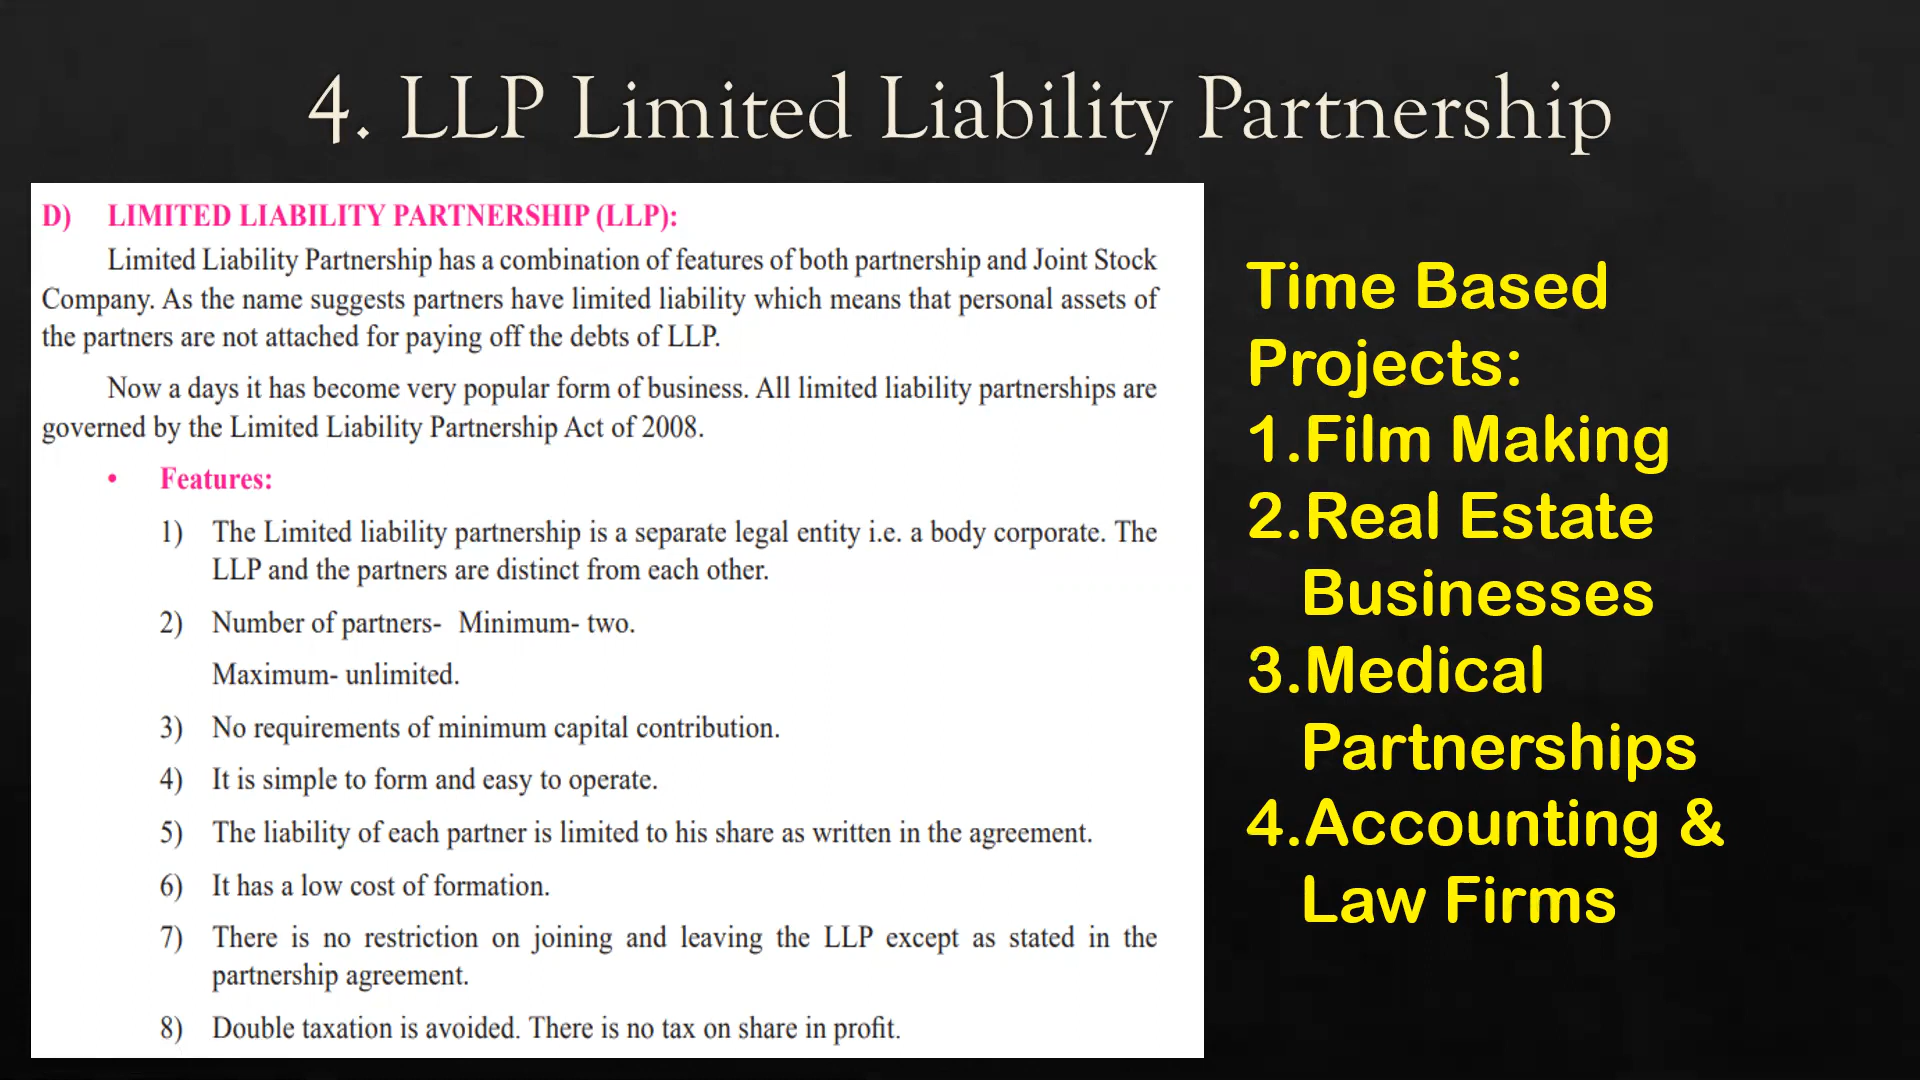 4. LLP Limited Liability Partnership
D) LIMITED LIABILITY PARTNERSHIP (LLP):
Limited Liability Partnership has a combination of features of both partnership and Joint Stock
Company. As the name suggests partners have limited liability which means that personal assets of
the partners are not attached for paying off the debts of LLP.
Now a days it has become very popular form of business. All limited liability partnerships are
governed by the Limited Liability Partnership Act of 2008.
• Features:
1) The Limited liability partnership is a separate legal entity i.e. a body corporate. The
LLP and the partners are distinct from each other.
2) Number of partners- Minimum- two.
Maximum- unlimited.
3) No requirements of minimum capital contribution.
4) It is simple to form and easy to operate.
5) The liability of each partner is limited to his share as written in the agreement.
6) It has a low cost of formation.
7) There is no restriction on joining and leaving the LLP except as stated in the
partnership agreement.
8) Double taxation is avoided. There is no tax on share in profit.
Time Based
Projects:
1.Film Making
2.Real Estate
Businesses
3.Medical
Partnerships
4.Accounting &
Law Firms